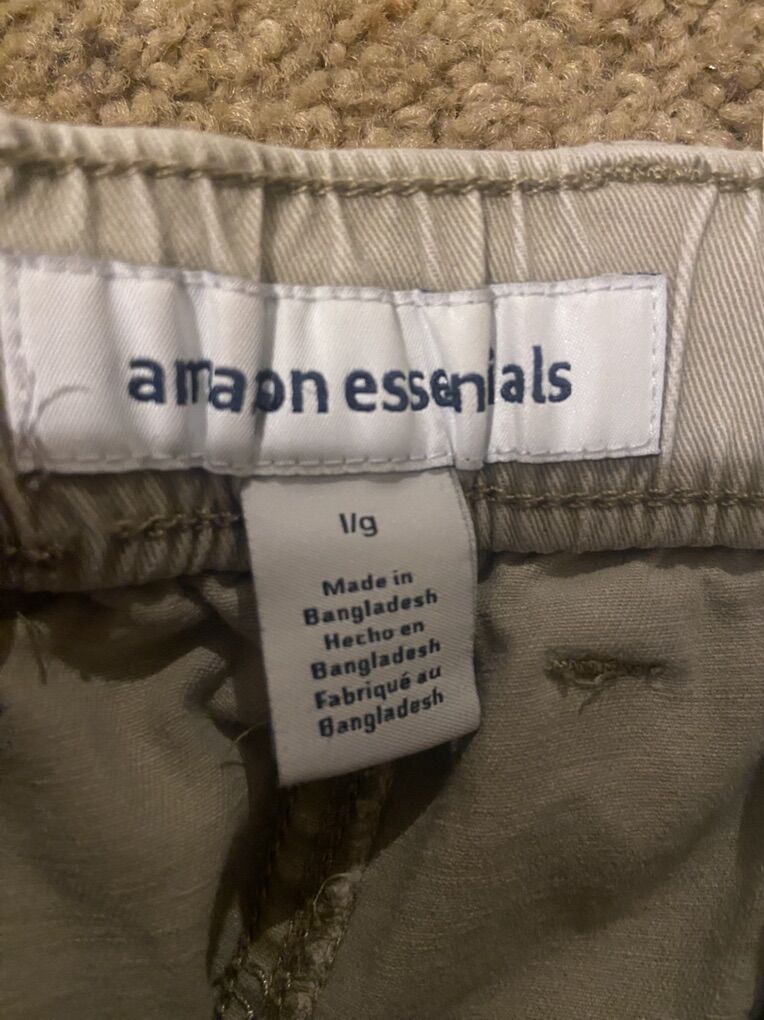 amazon essentials
l/g
Made in
Bangladesh
Hecho en
Bangladesh
Fabriqué au
Bangladesh